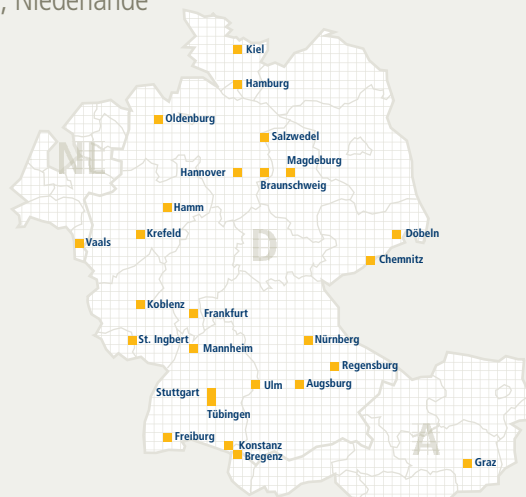 , Niederlande
Kiel
Hamburg
Oldenburg
Salzwedel
Magdeburg
NL
Hannover
Braunschweig
Hamm
Krefeld
Döbeln
Vaals
D
Chemnitz
Koblenz
Frankfurt
St. Ingbert
Nürnberg
Mannheim
Regensburg
Ulm
Augsburg
Stuttgart
Tübingen
Freiburg
Konstanz
A
Bregenz
Graz